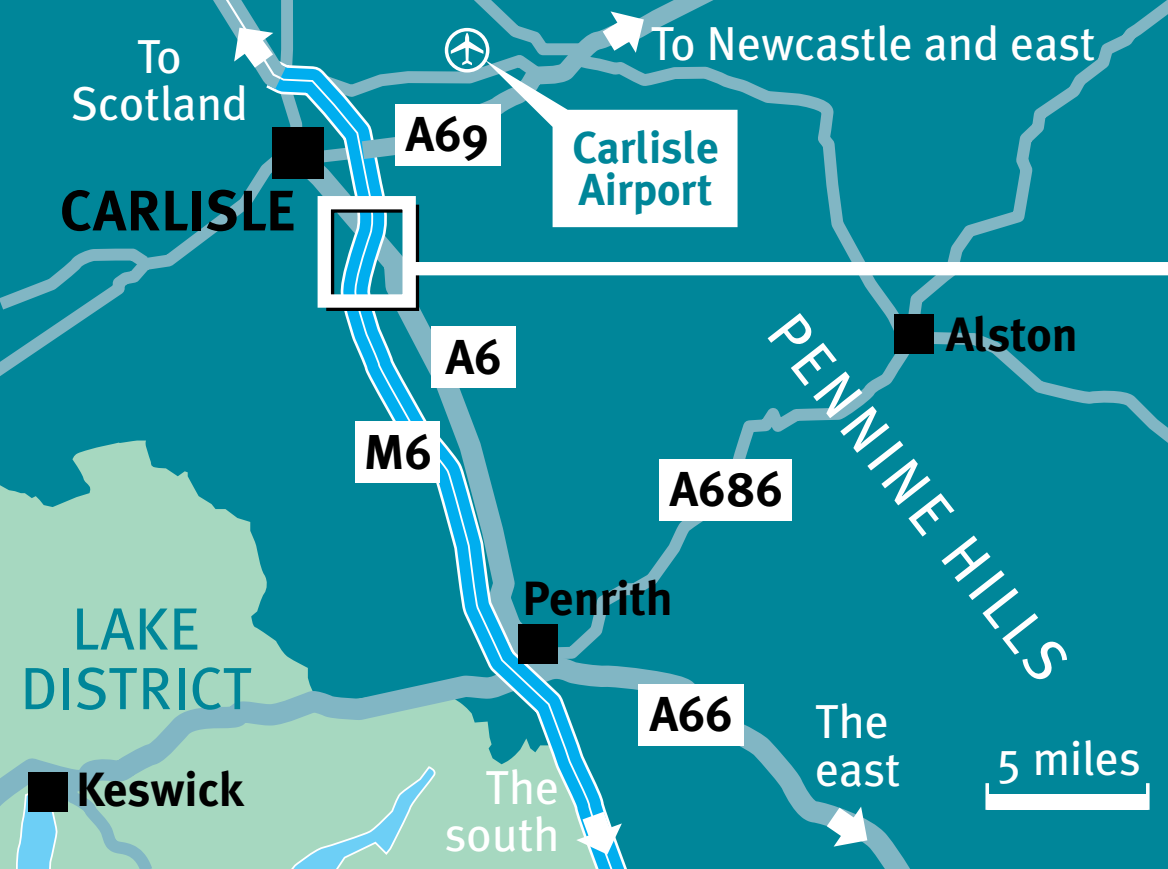 To
Scotland
To Newcastle and east
A69
Carlisle
Airport
CARLISLE
A6
Alston
PENNINE HILLS
M6
A686
Penrith
LAKE
DISTRICT
A66
The
east
5 miles
Keswick
The
south